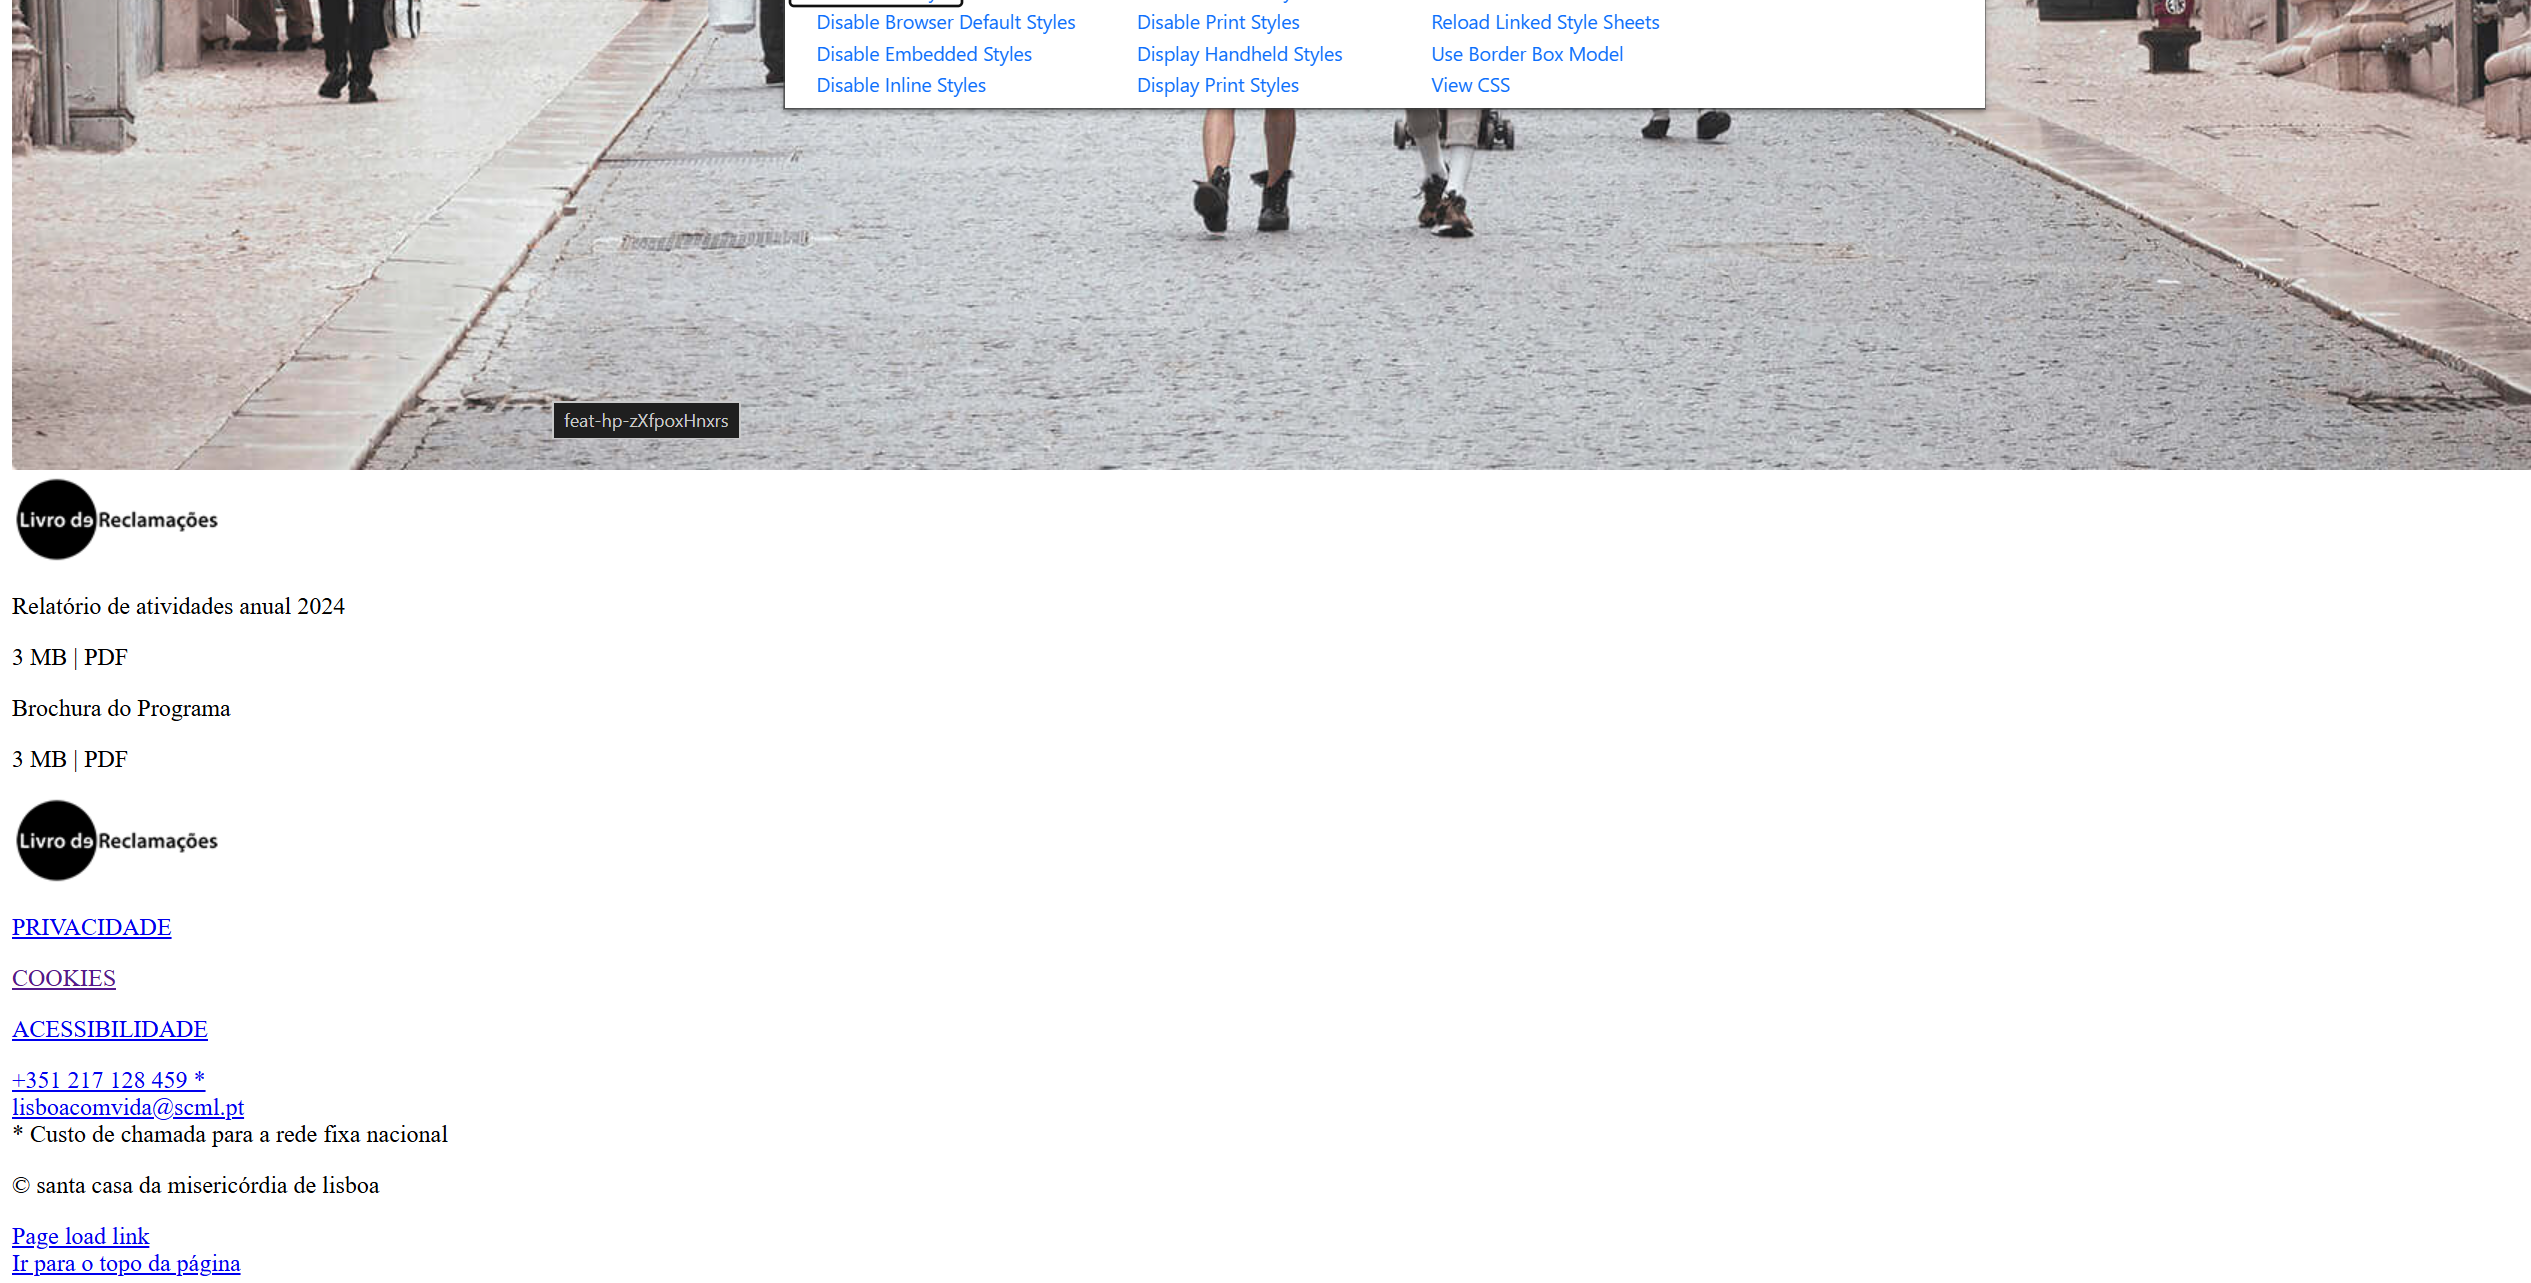 Disable Browser Default Styles
Disable Print Styles
Reload Linked Style Sheets
Disable Embedded Styles
Display Handheld Styles
Use Border Box Model
Disable Inline Styles
Display Print Styles
View CSS
feat-hp-zXfpoxHnxrs
Livro de Reclamações
Relatório de atividades anual 2024
3 MB | PDF
Brochura do Programa
3 MB | PDF
Livro de Reclamações
PRIVACIDADE
COOKIES
ACESSIBILIDADE
+351 217 128 459 *
lisboacomvida@scml.pt
* Custo de chamada para a rede fixa nacional
© santa casa da misericórdia de lisboa
Page load link
Ir para o topo da página